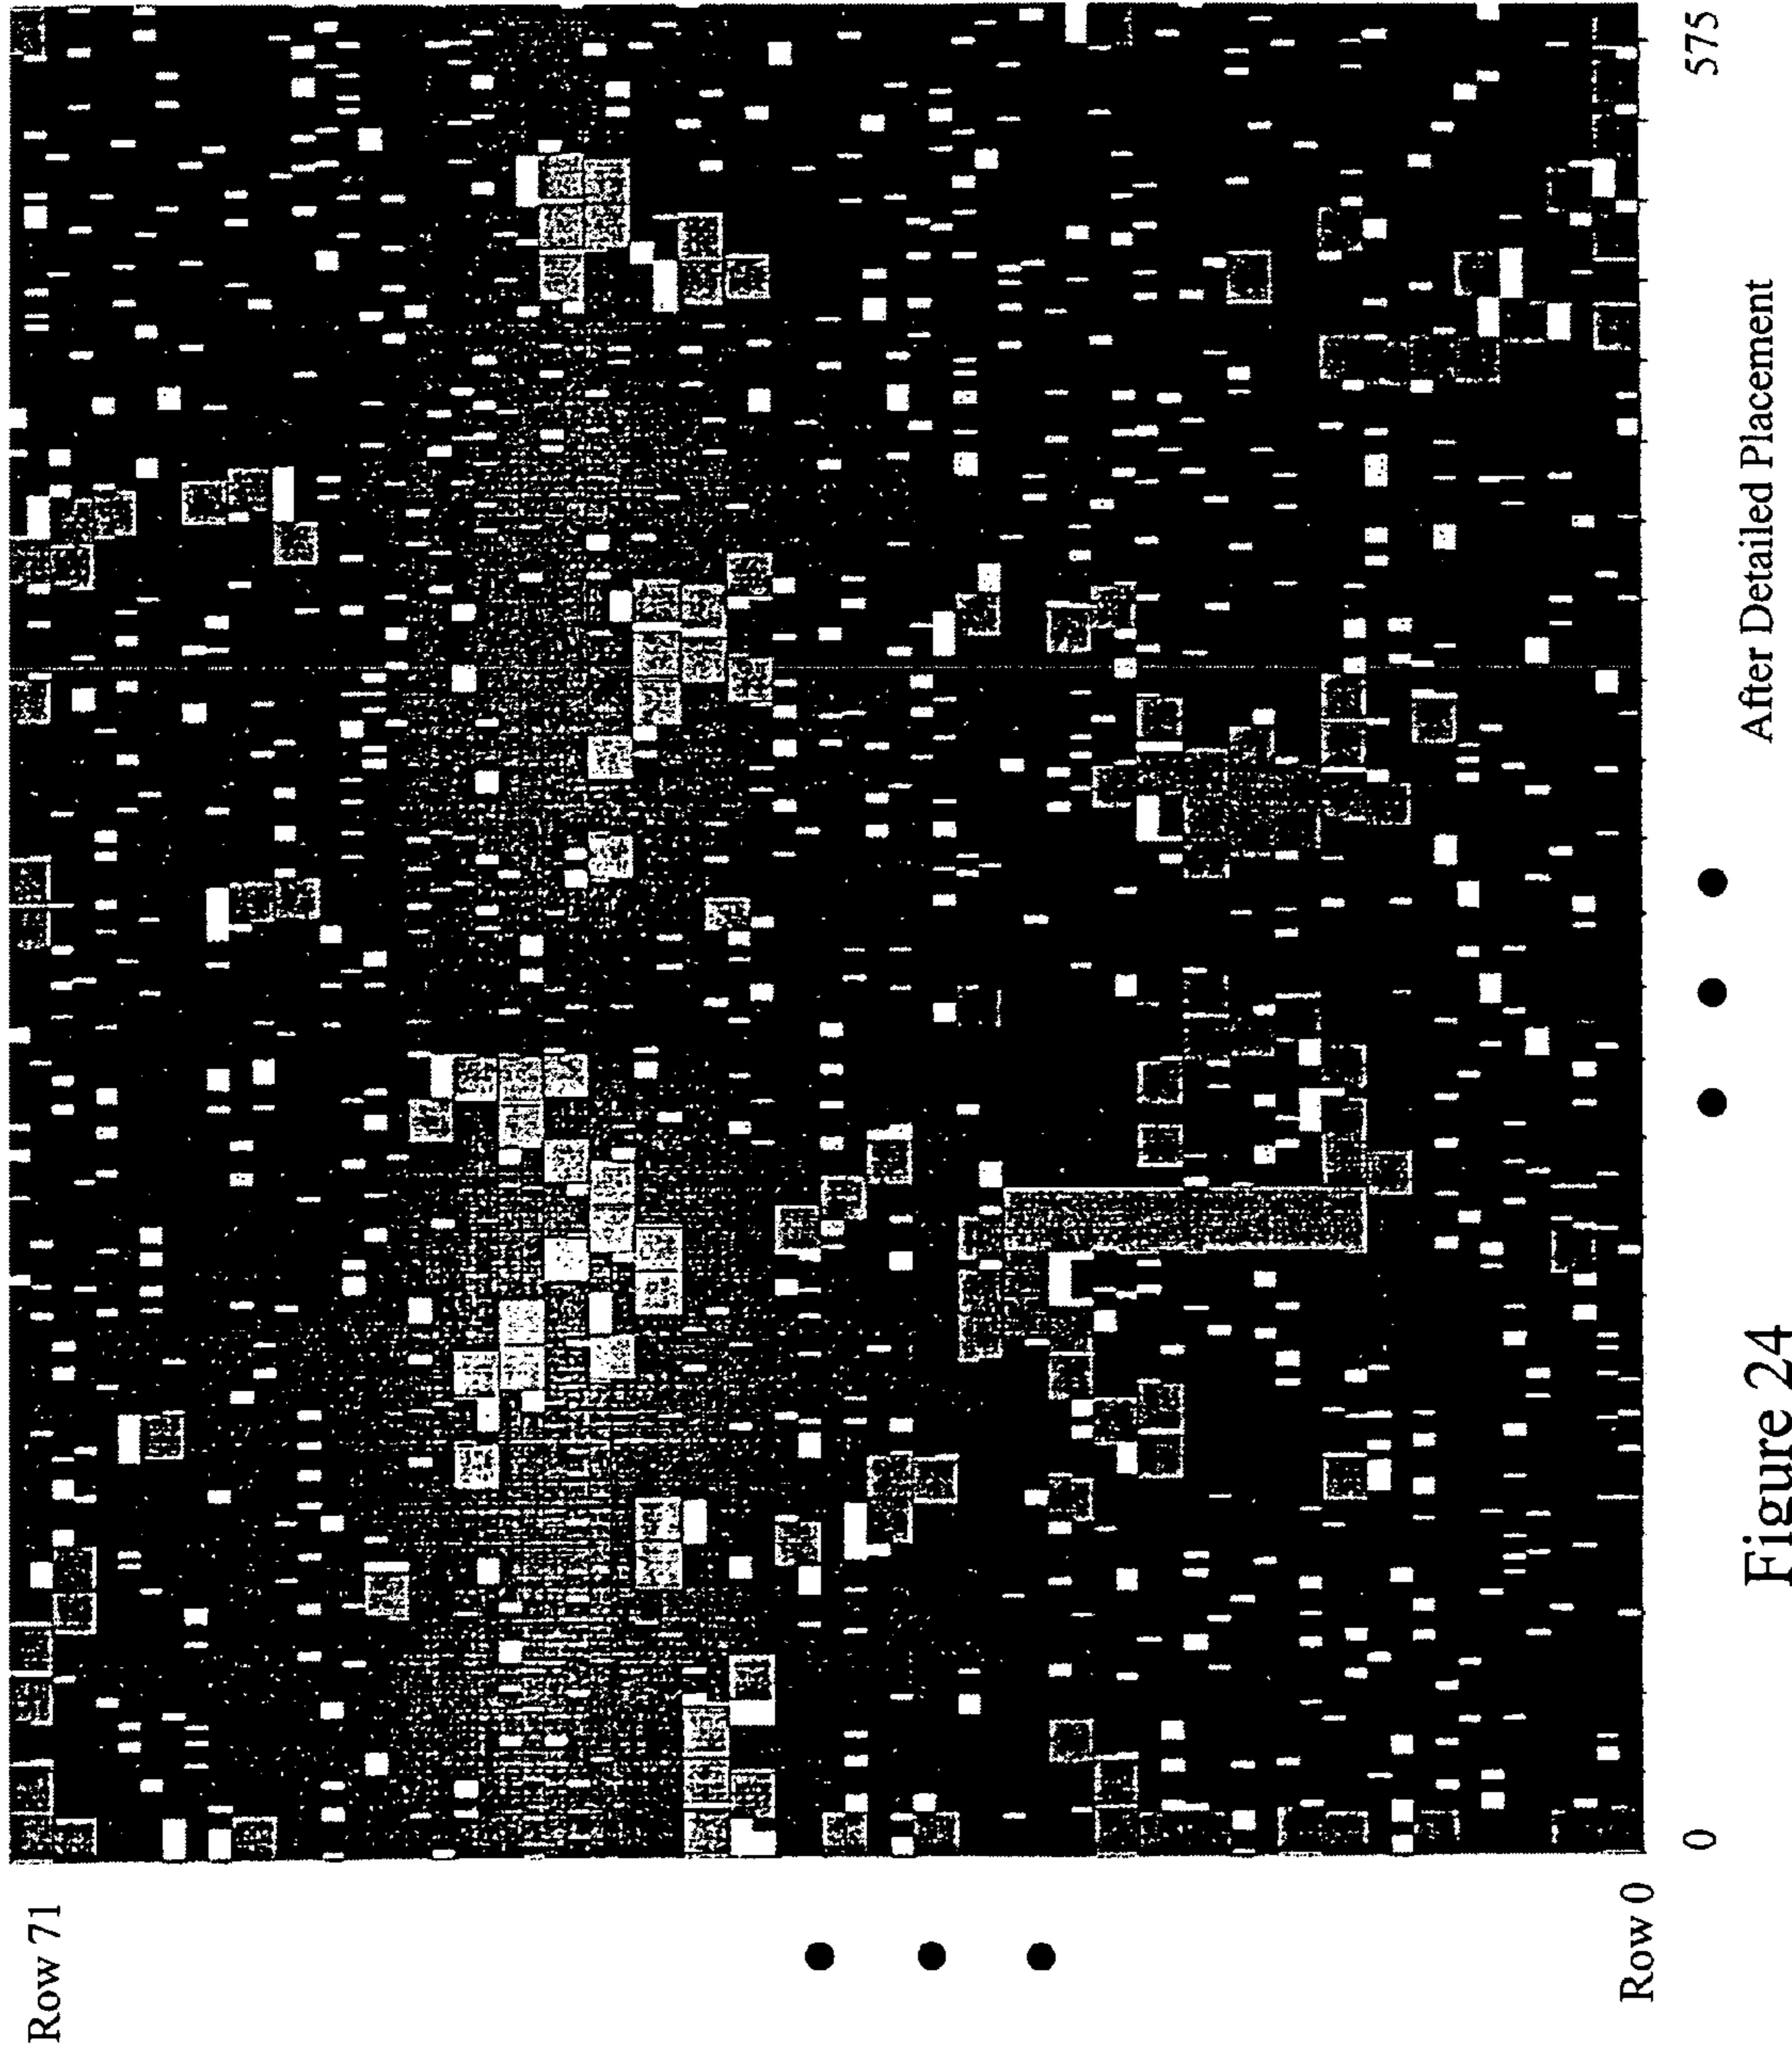 Row 71
Row 0
0
575
After Detailed Placement
Figure 24